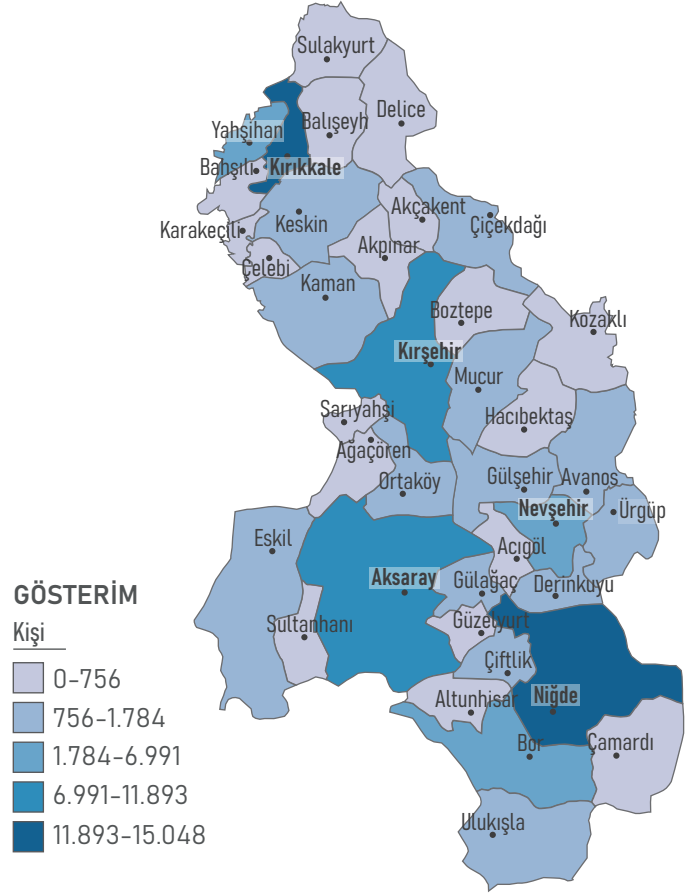 Sulakyurt
Delice
Balışeyh
Yahşihan
Bahşılı
Kırıkkale
Akçakent
Keskin
Çiçekdağı
Karakeçili
Akpınar
Çelebi
Kaman
Boztepe
Kozaklı
Kırşehir
Mucur
Sarıyahşi
Hacıbektaş
Ağaçören
Ortaköy
Gülşehir
Avanos
Nevşehir
Ürgüp
Eskil
Acıgöl
Aksaray
Gülağaç
Derinkuyu
Sultanhanı
Güzelyurt
Çiftlik
Altunhisar
Niğde
Bor
Çamardı
Ulukışla
GÖSTERİM
Kişi
0-756
756-1.784
1.784-6.991
6.991-11.893
11.893-15.048